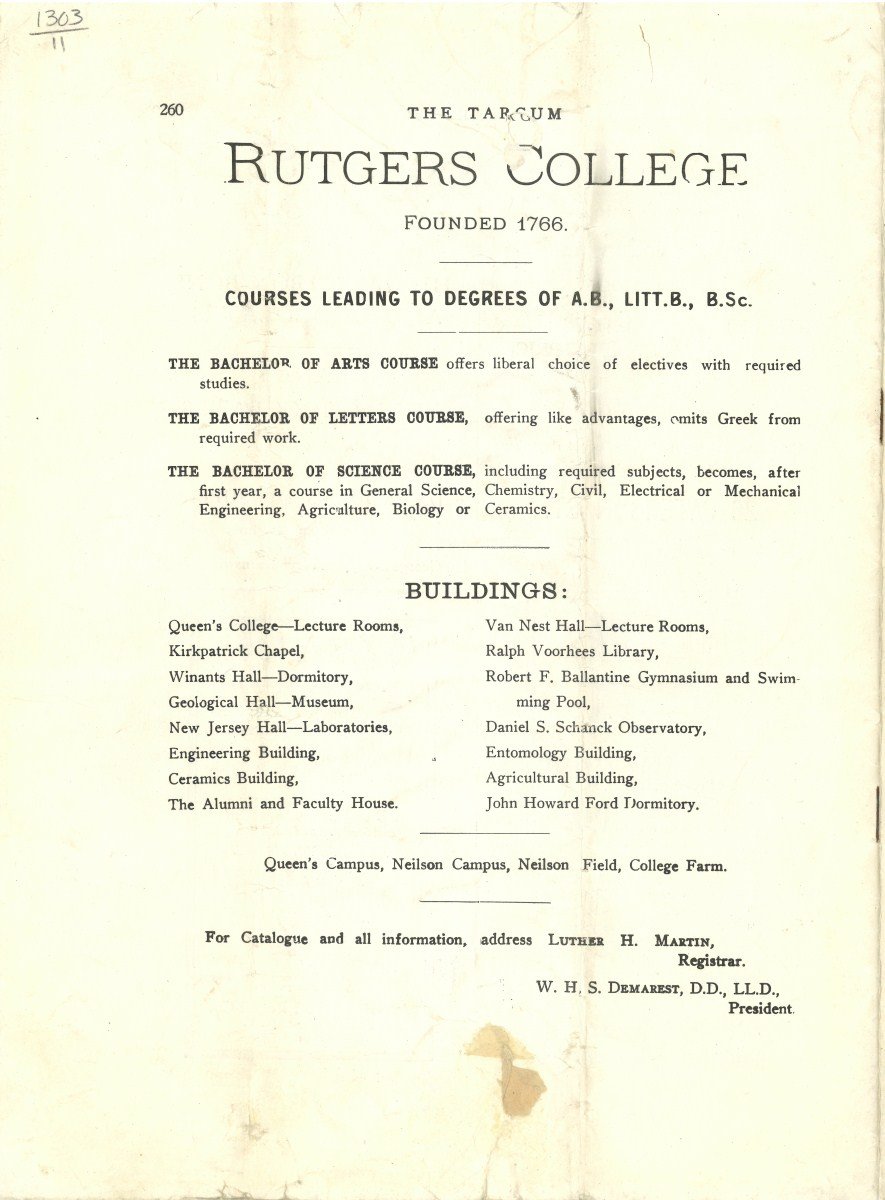 1303
11
260
THE TARGUM
RUTGERS COLLEGE
FOUNDED 1766.
COURSES LEADING TO DEGREES OF A.B., LITT.B., B.Sc.
THE BACHELOR OF ARTS COURSE offers liberal choice of electives with required
studies.
THE BACHELOR OF LETTERS COURSE, offering like advantages, omits Greek from
required work.
THE BACHELOR OF SCIENCE COURSE, including required subjects, becomes, after
first year, a course in General Science, Chemistry, Civil, Electrical or Mechanical
Engineering, Agriculture, Biology or Ceramics.
BUILDINGS:
Queen's College—Lecture Rooms,
Kirkpatrick Chapel,
Winants Hall—Dormitory,
Geological Hall—Museum,
New Jersey Hall—Laboratories,
Engineering Building,
Ceramics Building,
The Alumni and Faculty House.
Van Nest Hall—Lecture Rooms,
Ralph Voorhees Library,
Robert F. Ballantine Gymnasium and Swim-
ming Pool,
Daniel S. Schanck Observatory,
Entomology Building,
Agricultural Building,
John Howard Ford Dormitory.
Queen's Campus, Neilson Campus, Neilson Field, College Farm.
For Catalogue and all information, address LUTHER H. MARTIN,
Registrar.
W. H. S. DEMAREST, D.D., LL.D.,
President.